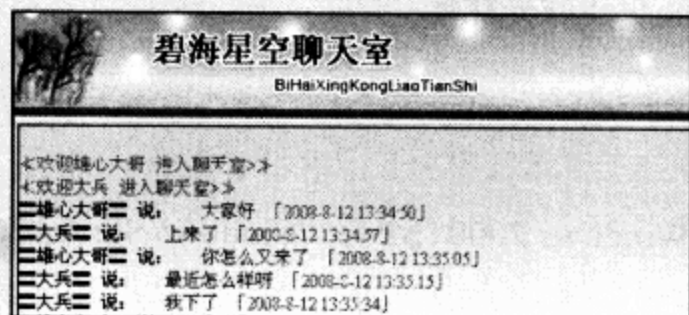 碧海星空聊天室
BiHaiXingKongLiaoTianShi
<欢迎雄心大哥 进入聊天室>
<欢迎大兵 进入聊天室>
〓雄心大哥〓 说： 大家好 「2008-8-12 13:34:50」
〓大兵〓 说： 上来了 「2008-8-12 13:34:57」
〓雄心大哥〓 说： 你怎么又来了 「2008-8-12 13:35:05」
〓大兵〓 说： 最近怎么样呀 「2008-8-12 13:35:15」
〓大兵〓 说： 我下了 「2008-8-12 13:35:34」